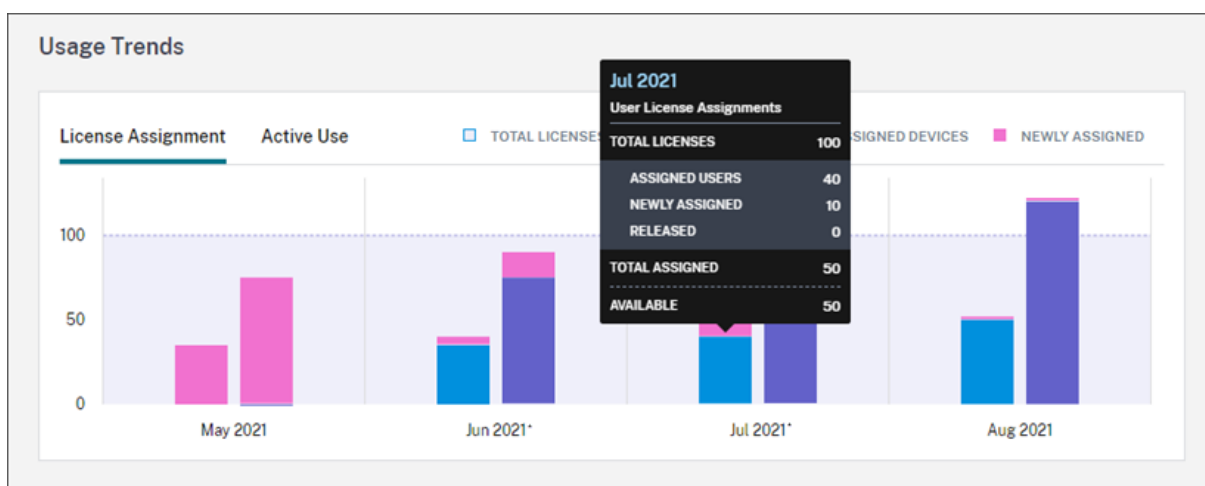 Usage Trends
License Assignment Active Use TOTAL LICENSES ASSIGNED DEVICES NEWLY ASSIGNED
Jul 2021
User License Assignments
TOTAL LICENSES 100
ASSIGNED USERS 40
NEWLY ASSIGNED 10
RELEASED 0
TOTAL ASSIGNED 50
AVAILABLE 50
100
50
0
May 2021 Jun 2021* Jul 2021* Aug 2021